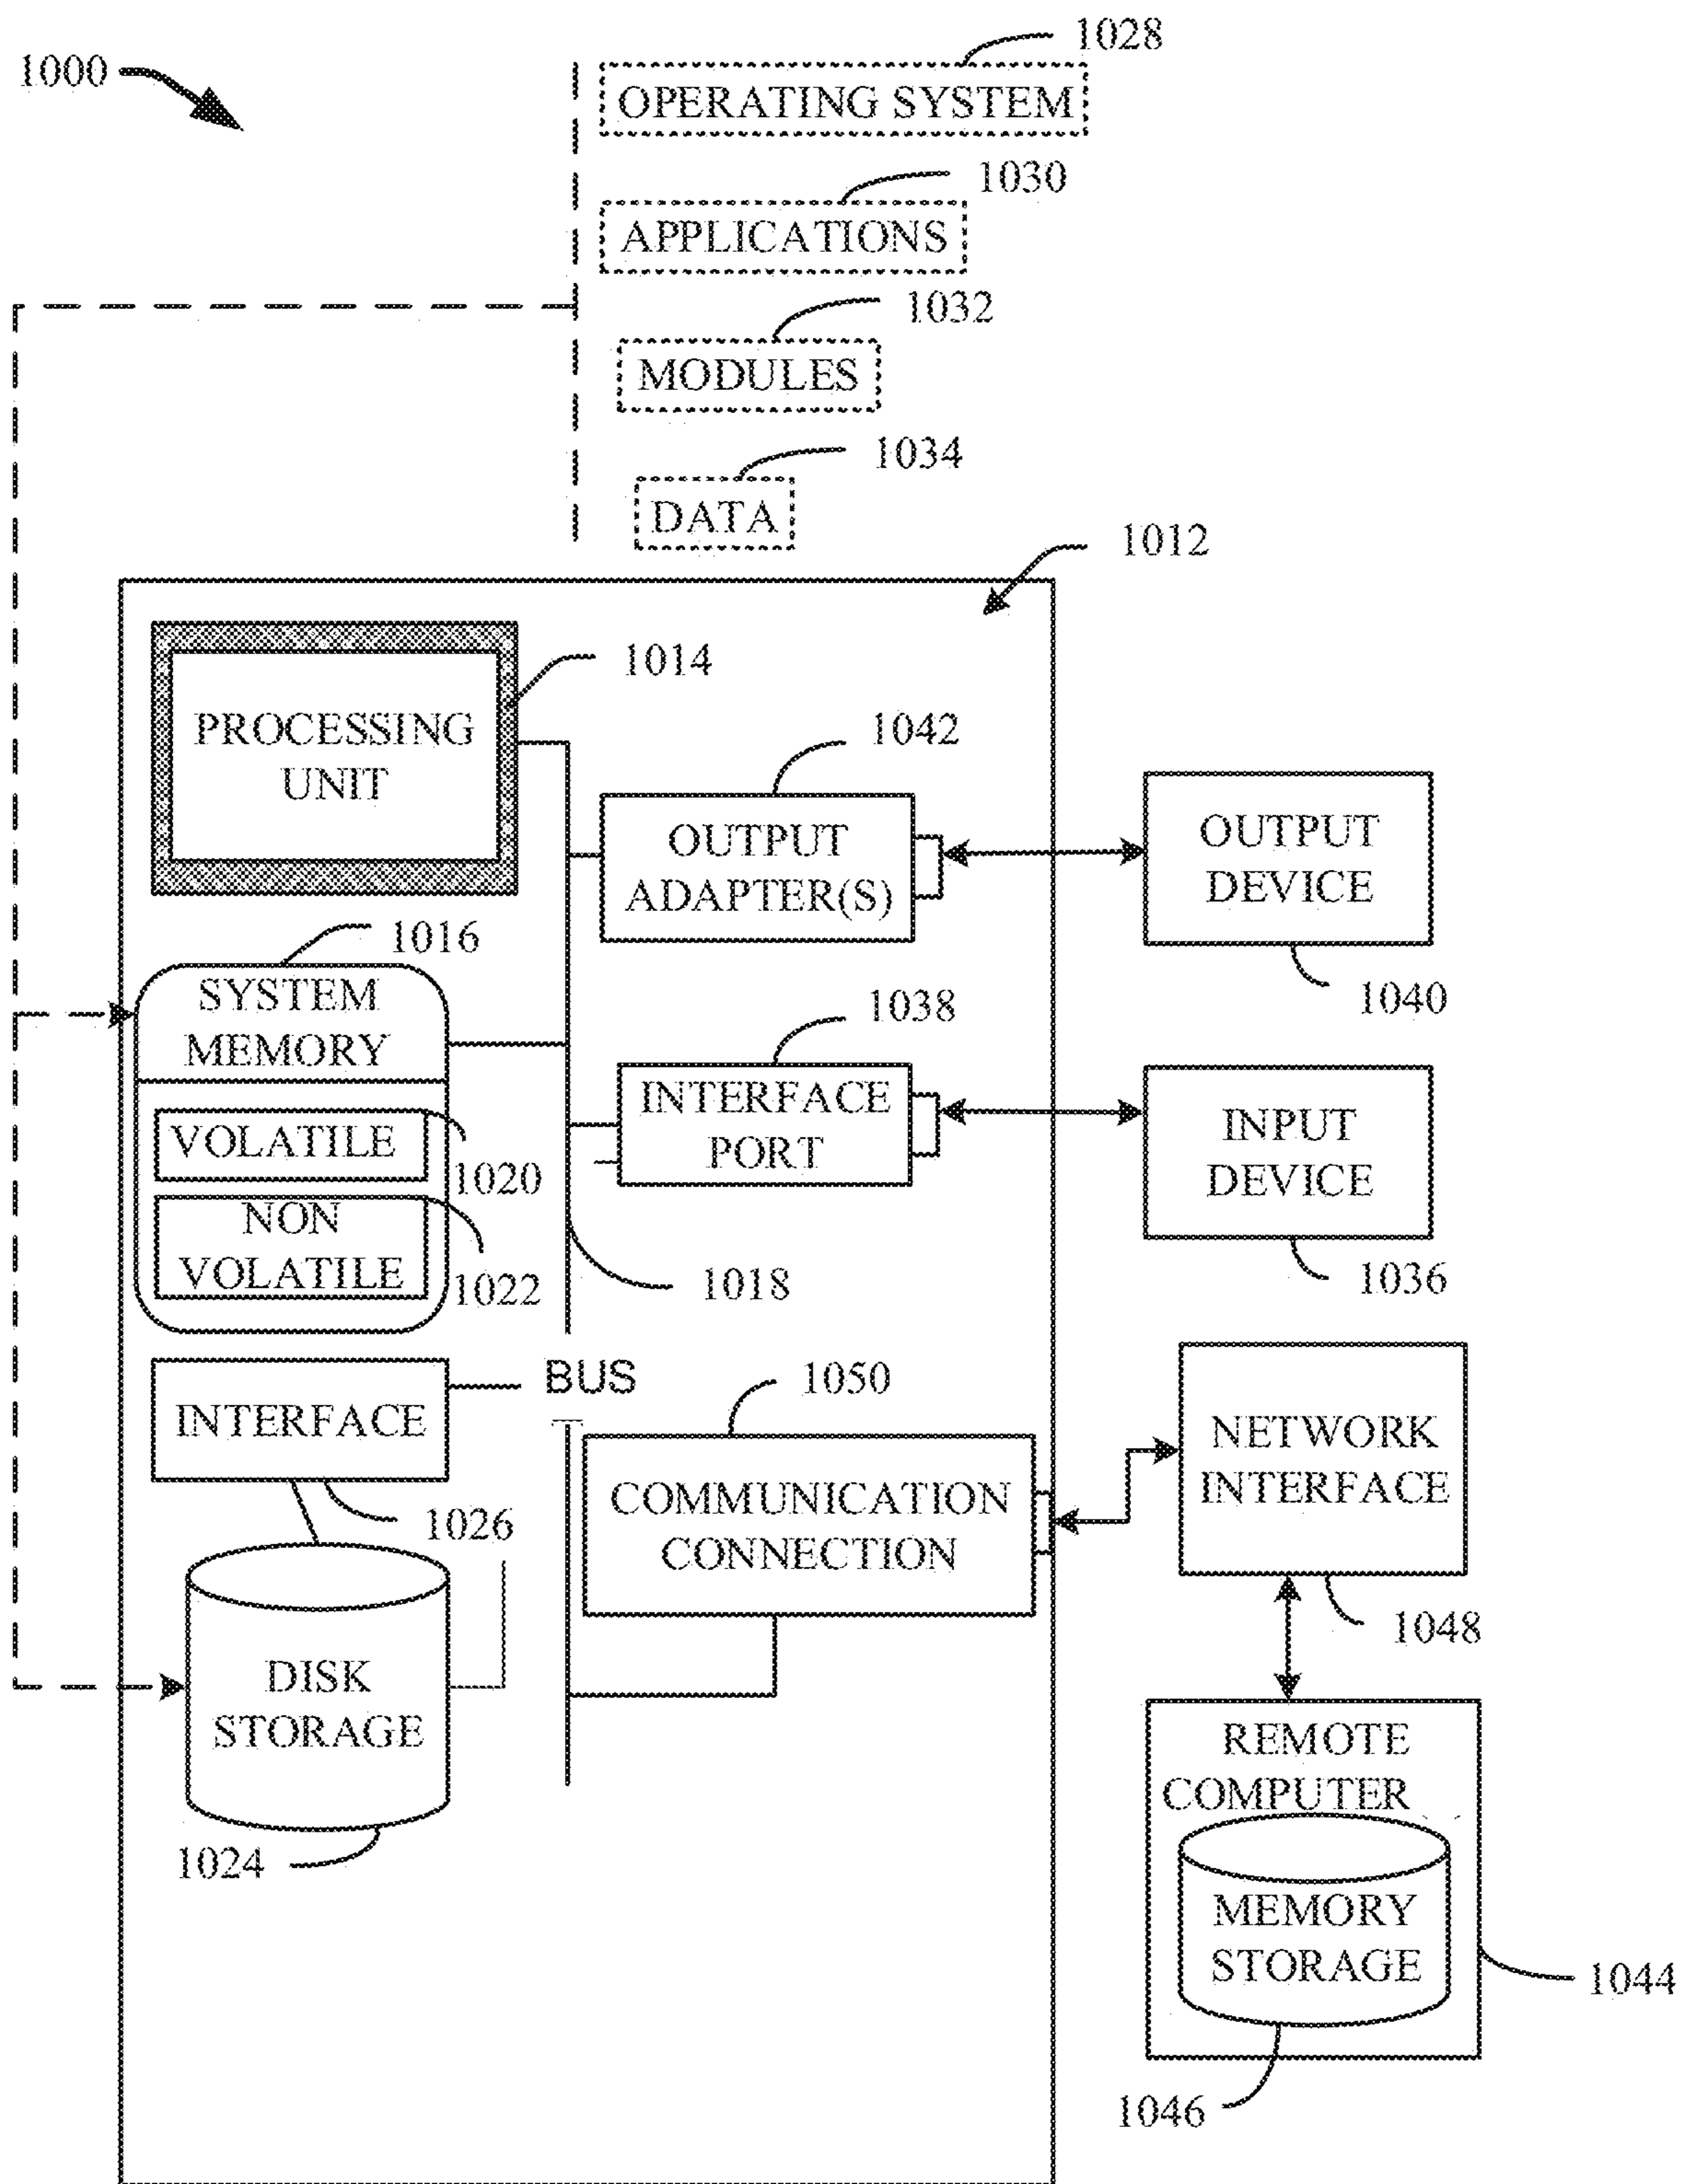 1000
1028
OPERATING SYSTEM
1030
APPLICATIONS
1032
MODULES
1034
DATA
1012
1014
PROCESSING
UNIT
1042
OUTPUT
ADAPTER(S)
OUTPUT
DEVICE
1040
1016
SYSTEM
MEMORY
VOLATILE
1020
NON
VOLATILE
1022
1038
INTERFACE
PORT
INPUT
DEVICE
1036
1018
BUS
INTERFACE
1026
1050
COMMUNICATION
CONNECTION
NETWORK
INTERFACE
1048
DISK
STORAGE
1024
REMOTE
COMPUTER
MEMORY
STORAGE
1044
1046